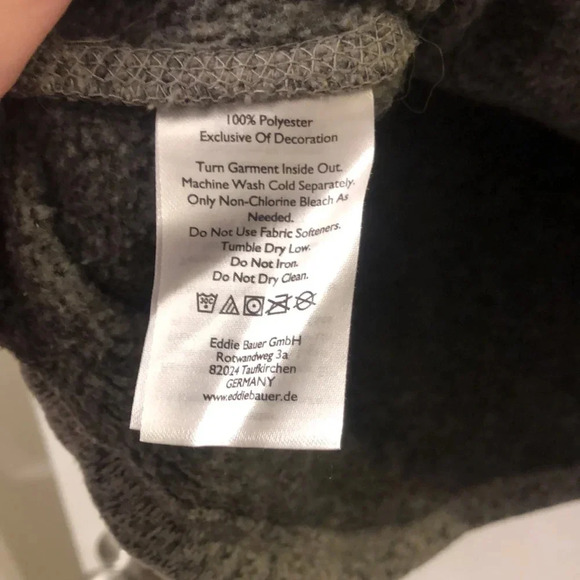 100% Polyester
Exclusive Of Decoration
Turn Garment Inside Out.
Machine Wash Cold Separately.
Only Non-Chlorine Bleach As
Needed.
Do Not Use Fabric Softeners.
Tumble Dry Low.
Do Not Iron.
Do Not Dry Clean.
30C
Eddie Bauer GmbH
Rotwandweg 3a
82024 Taufkirchen
GERMANY
www.eddiebauer.de